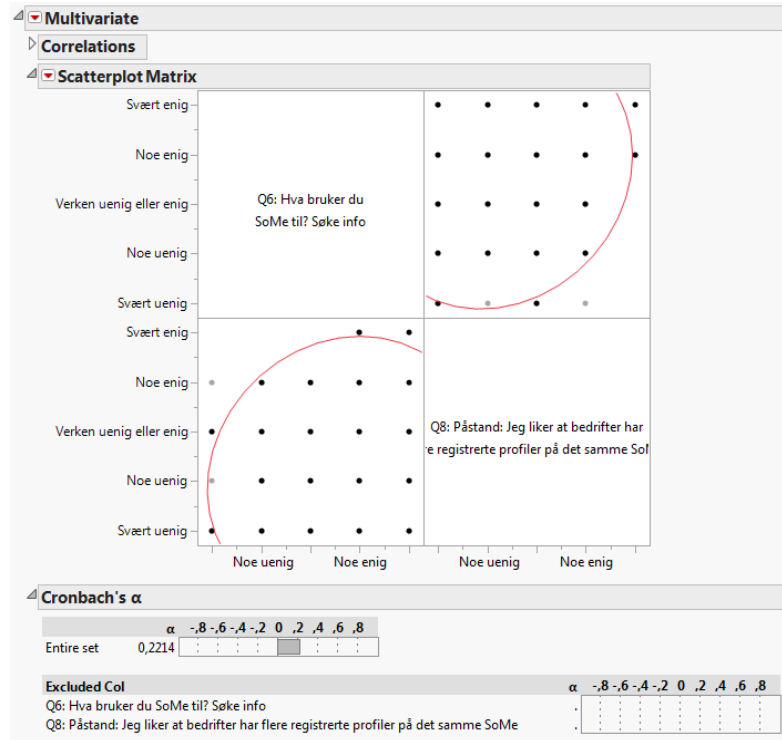 Multivariate
Correlations
Scatterplot Matrix
Svært enig
Noe enig
Verken uenig eller enig
Noe uenig
Svært uenig
Q6: Hva bruker du
SoMe til? Søke info
Svært enig
Noe enig
Verken uenig eller enig
Noe uenig
Svært uenig
Q8: Påstand: Jeg liker at bedrifter har
re registrerte profiler på det samme SoM
Noe uenig Noe enig Noe uenig Noe enig
Cronbach's α
α -,8 -,6 -,4 -,2 0 ,2 ,4 ,6 ,8
Entire set 0,2214
Excluded Col α -,8 -,6 -,4 -,2 0 ,2 ,4 ,6 ,8
Q6: Hva bruker du SoMe til? Søke info .
Q8: Påstand: Jeg liker at bedrifter har flere registrerte profiler på det samme SoMe .